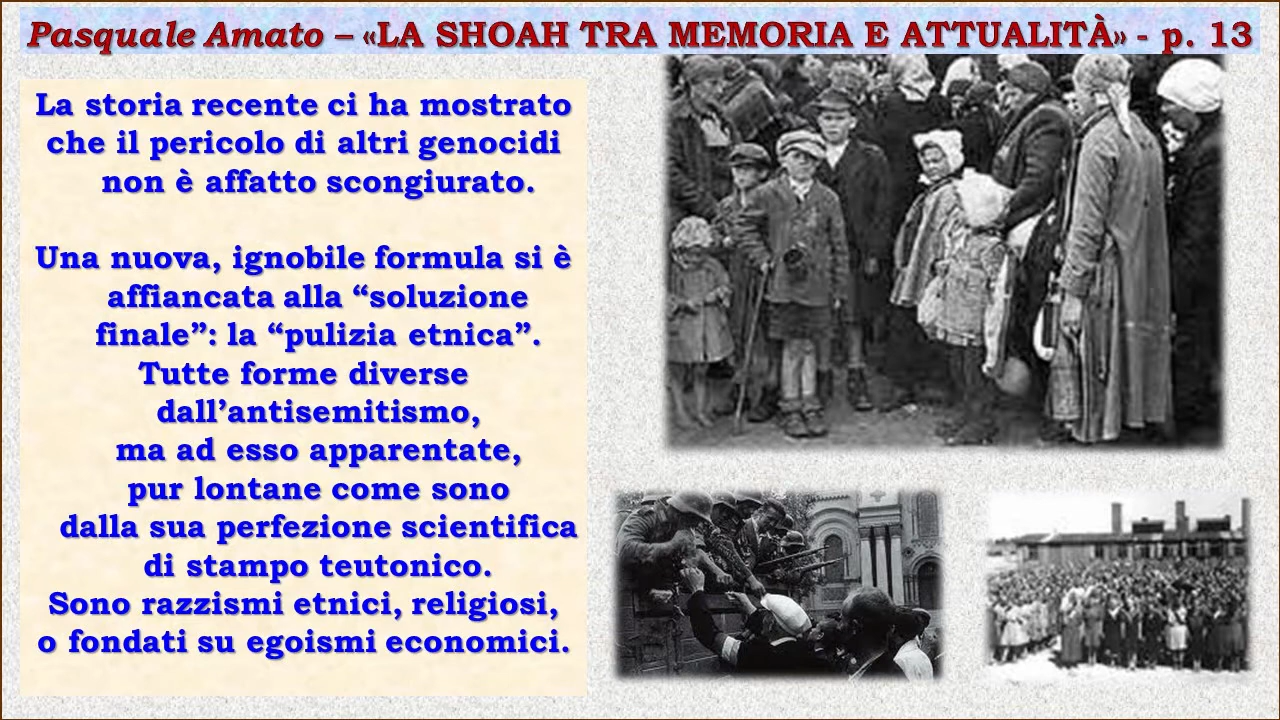 Pasquale Amato – «LA SHOAH TRA MEMORIA E ATTUALITÀ» - p. 13
La storia recente ci ha mostrato
che il pericolo di altri genocidi
non è affatto scongiurato.
Una nuova, ignobile formula si è
affiancata alla “soluzione
finale”: la “pulizia etnica”.
Tutte forme diverse
dall’antisemitismo,
ma ad esso apparentate,
pur lontane come sono
dalla sua perfezione scientifica
di stampo teutonico.
Sono razzismi etnici, religiosi,
o fondati su egoismi economici.